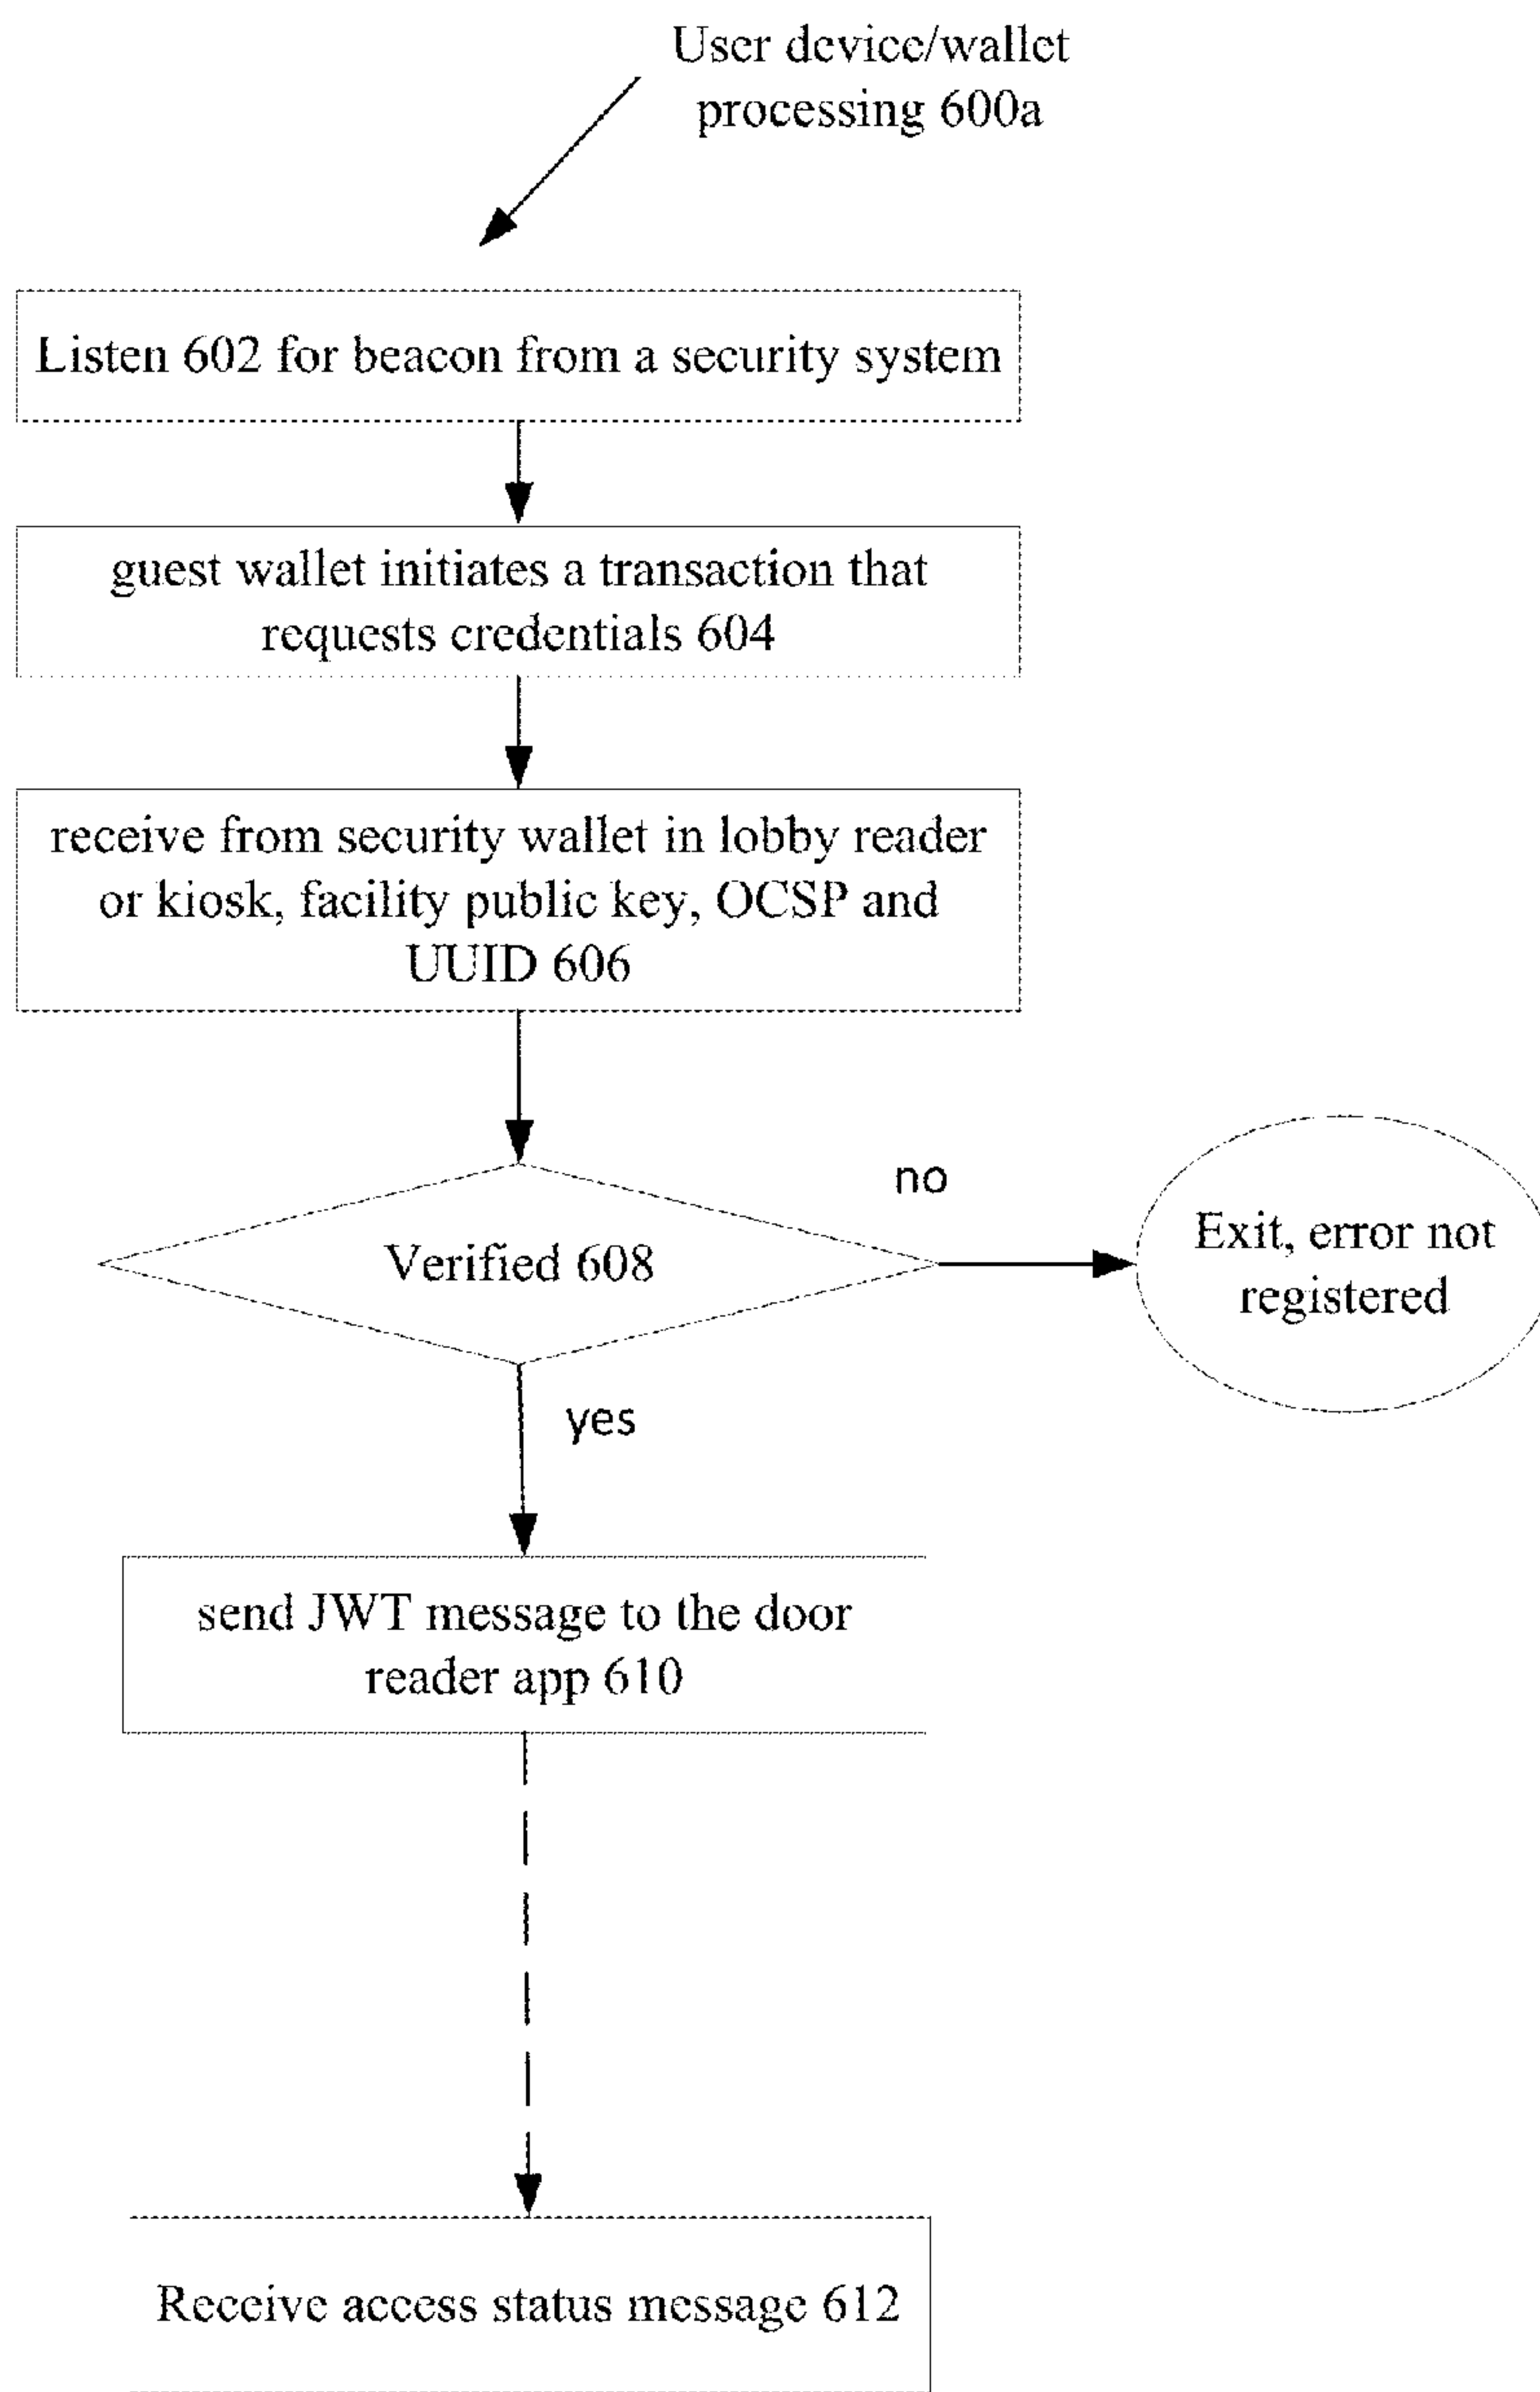 User device/wallet
processing 600a
Listen 602 for beacon from a security system
guest wallet initiates a transaction that
requests credentials 604
receive from security wallet in lobby reader
or kiosk, facility public key, OCSP and
UUID 606
no
Verified 608
Exit, error not
registered
yes
send JWT message to the door
reader app 610
Receive access status message 612